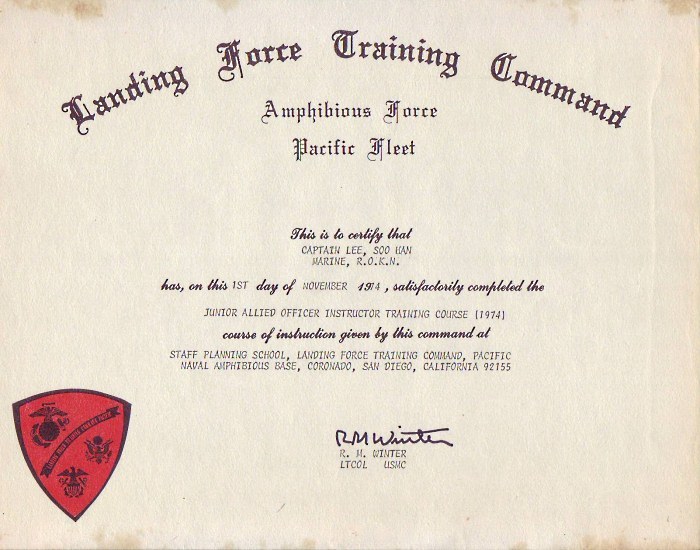 Landing Force Training Command
Amphibious Force
Pacific Fleet
This is to certify that
CAPTAIN LEE, SOO HAN
MARINE, R.O.K.N.
has, on this 1ST day of NOVEMBER 1974, satisfactorily completed the
JUNIOR ALLIED OFFICER INSTRUCTOR TRAINING COURSE (1974)
course of instruction given by this command at
STAFF PLANNING SCHOOL, LANDING FORCE TRAINING COMMAND, PACIFIC
NAVAL AMPHIBIOUS BASE, CORONADO, SAN DIEGO, CALIFORNIA 92155
RM Winter
R. M. WINTER
LTCOL USMC